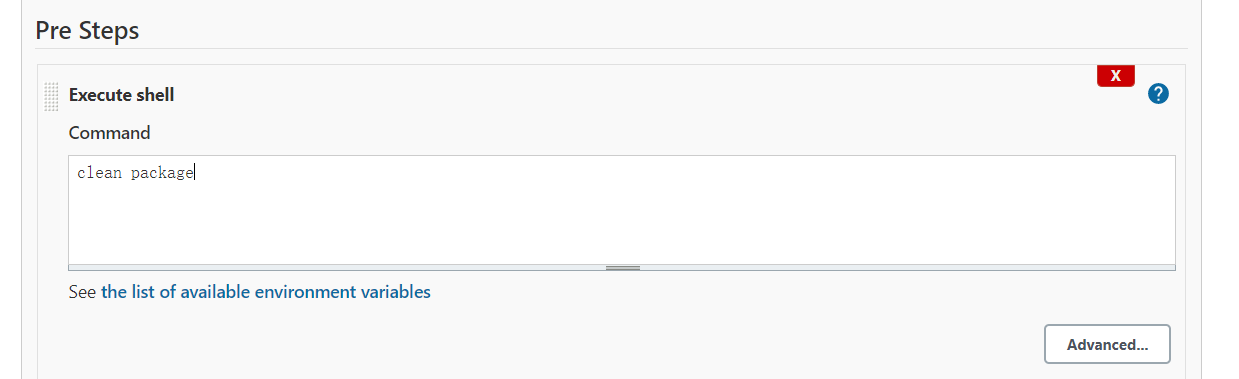 Pre Steps
X
Execute shell
?
Command
clean package
See the list of available environment variables
Advanced...